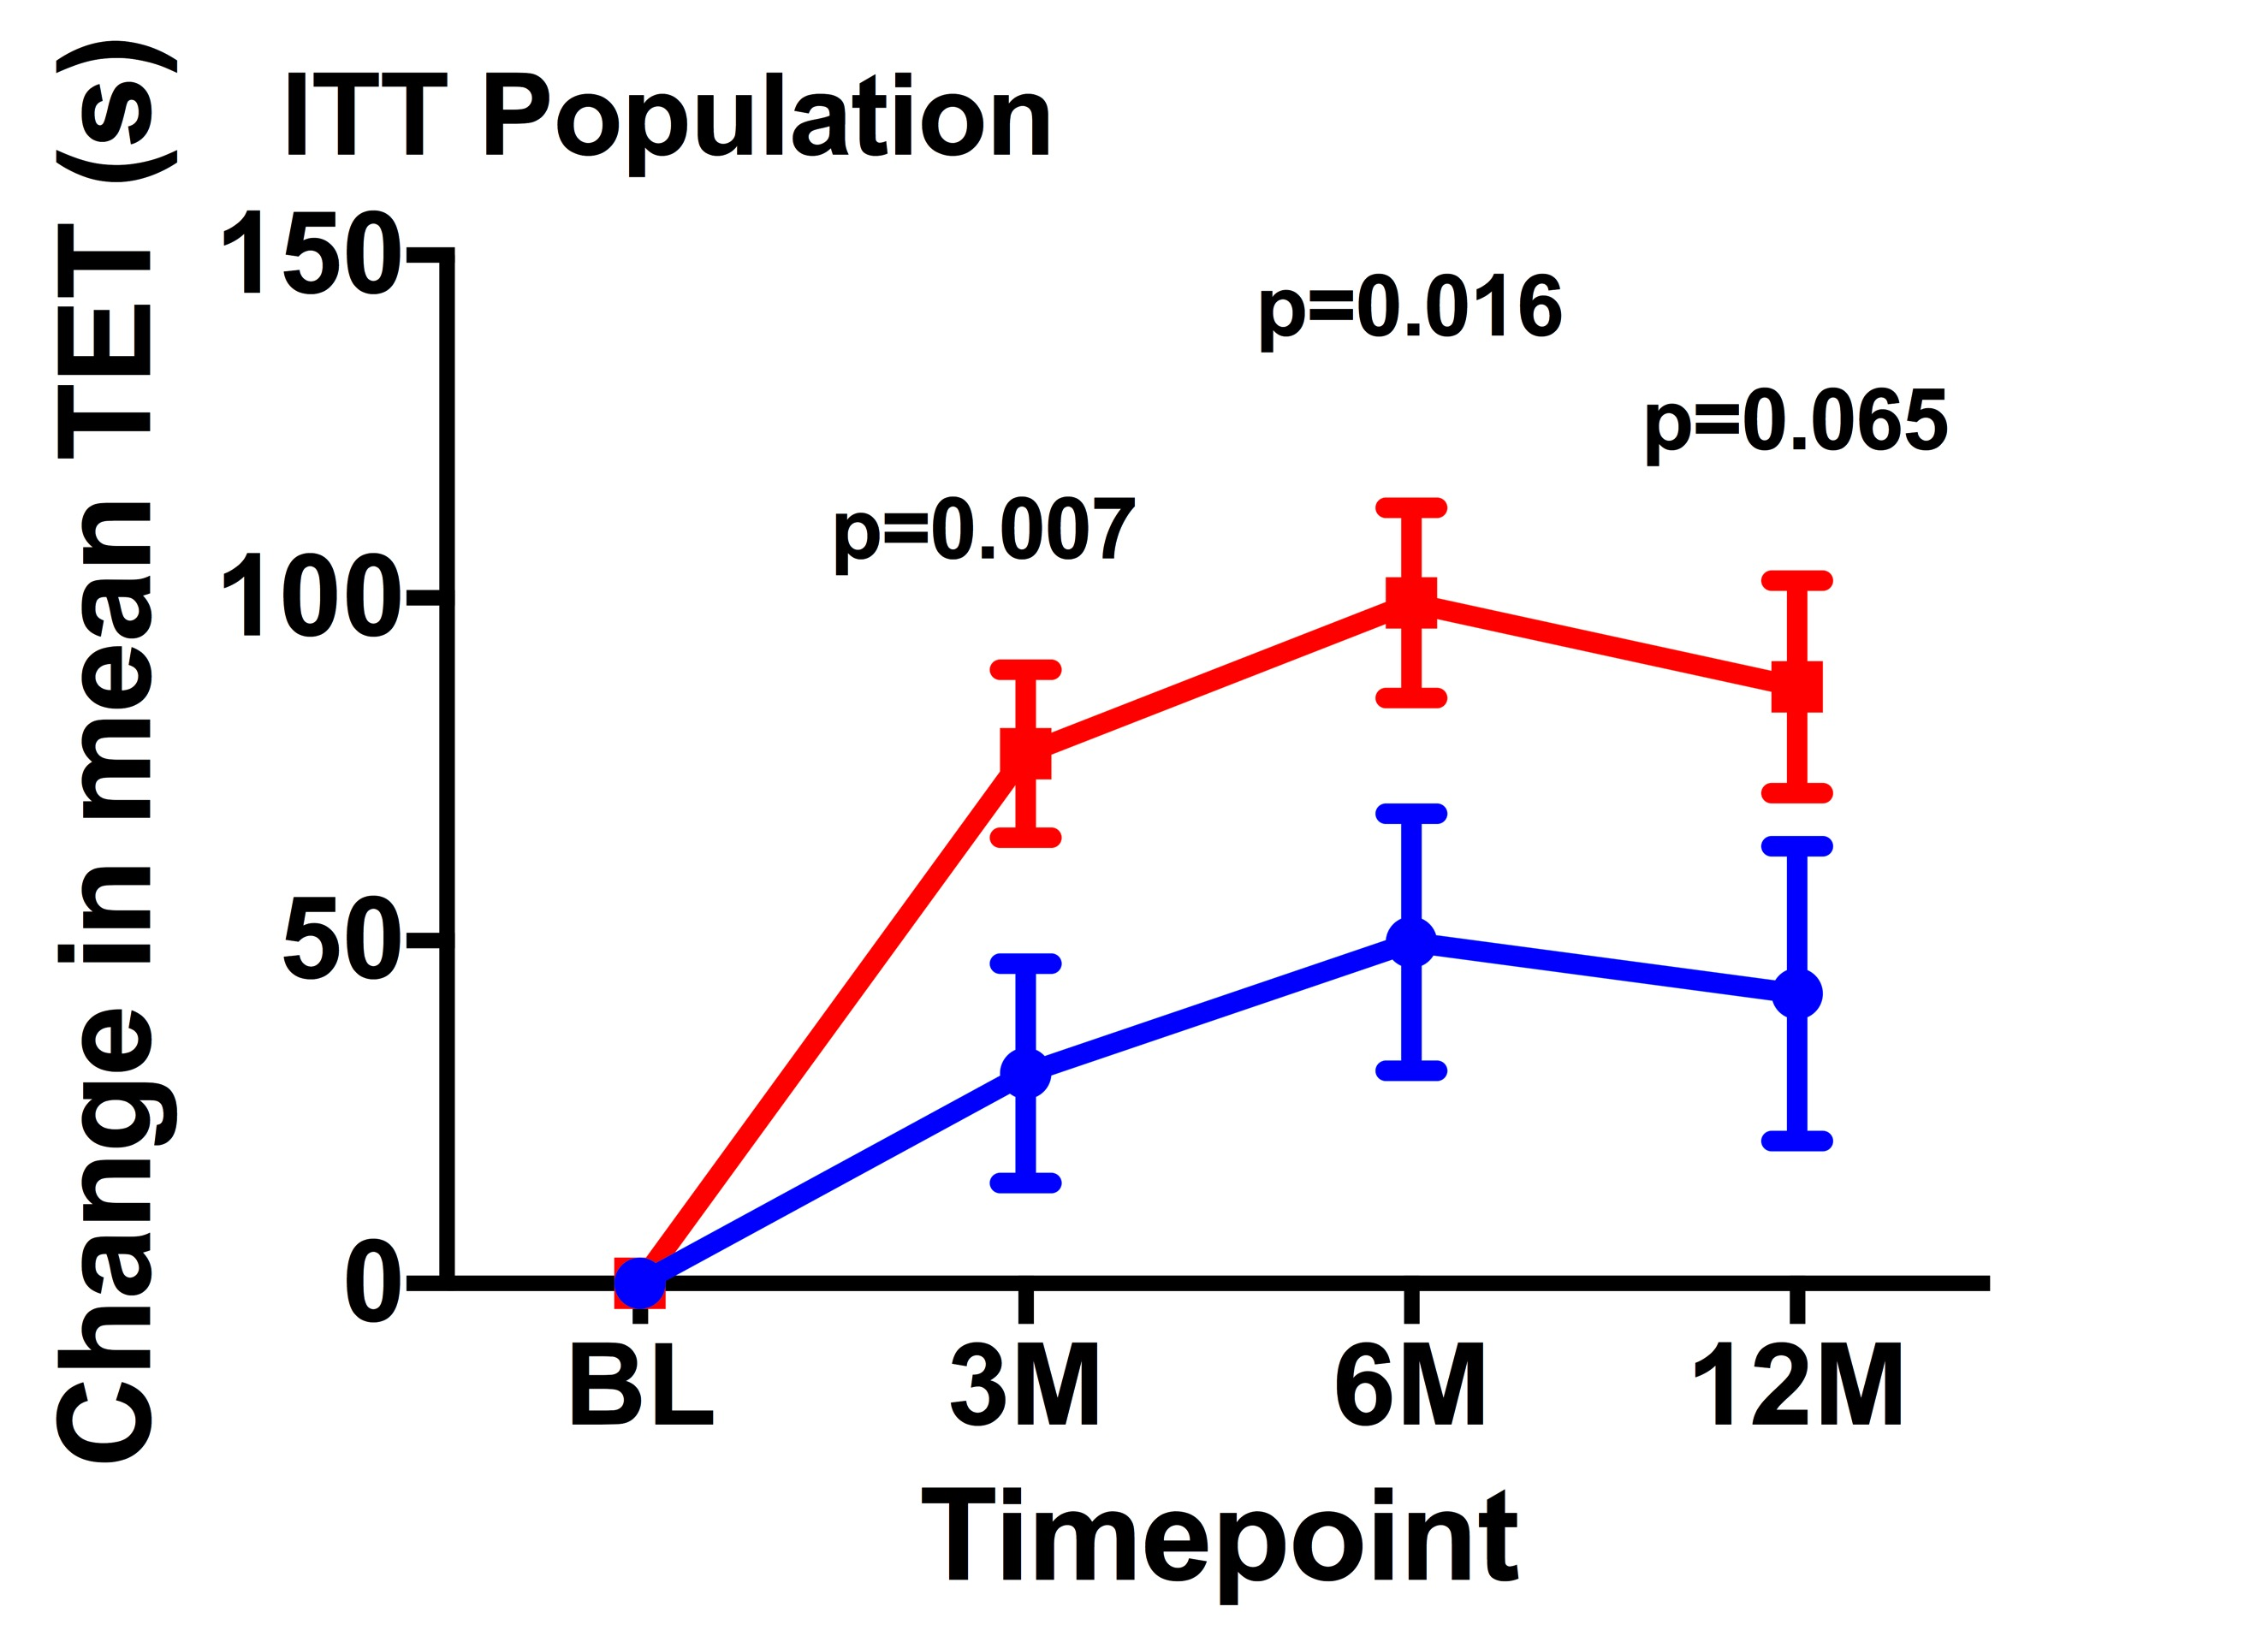 Change in mean TET (s)
ITT Population
150
100
50
0
p=0.007
p=0.016
p=0.065
BL
3M
6M
12M
Timepoint